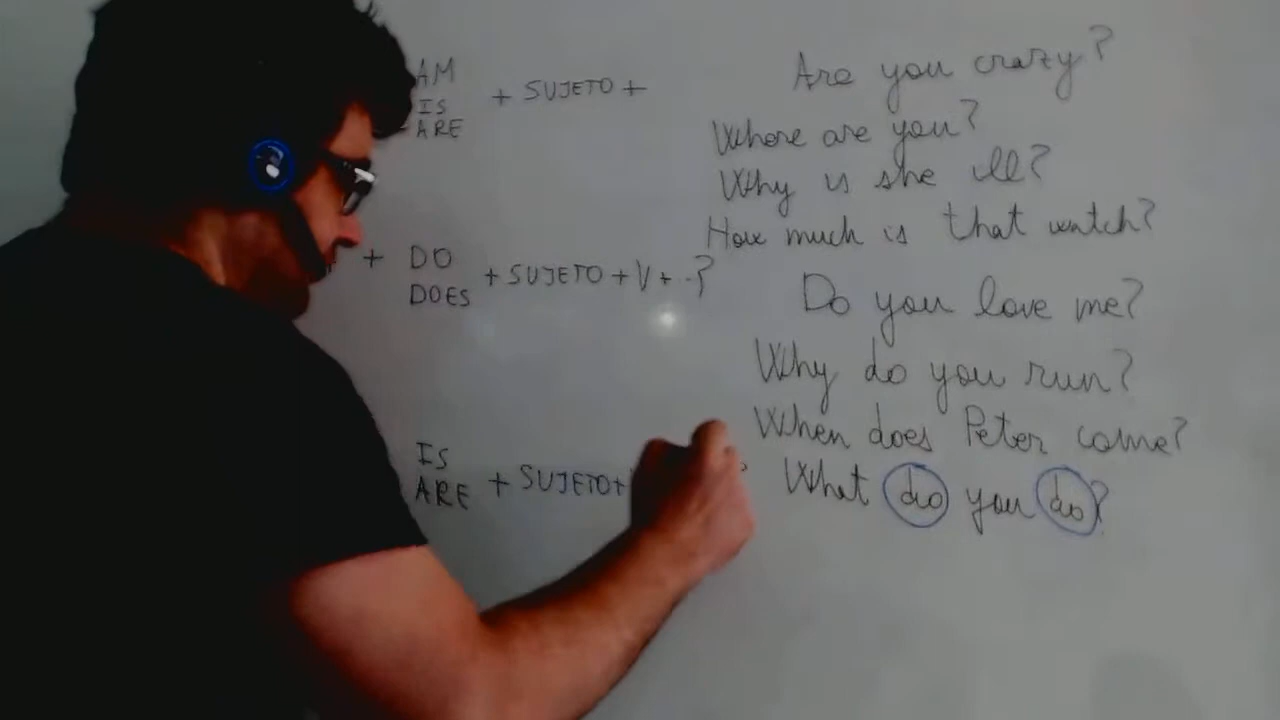 AM
IS + SUJETO +
ARE
+ DO + SUJETO + V + ..?
DOES
IS
ARE + SUJETO+
Are you crazy?
Where are you?
Why is she ill?
How much is that watch?
Do you love me?
Why do you run?
When does Peter come?
What do you do?